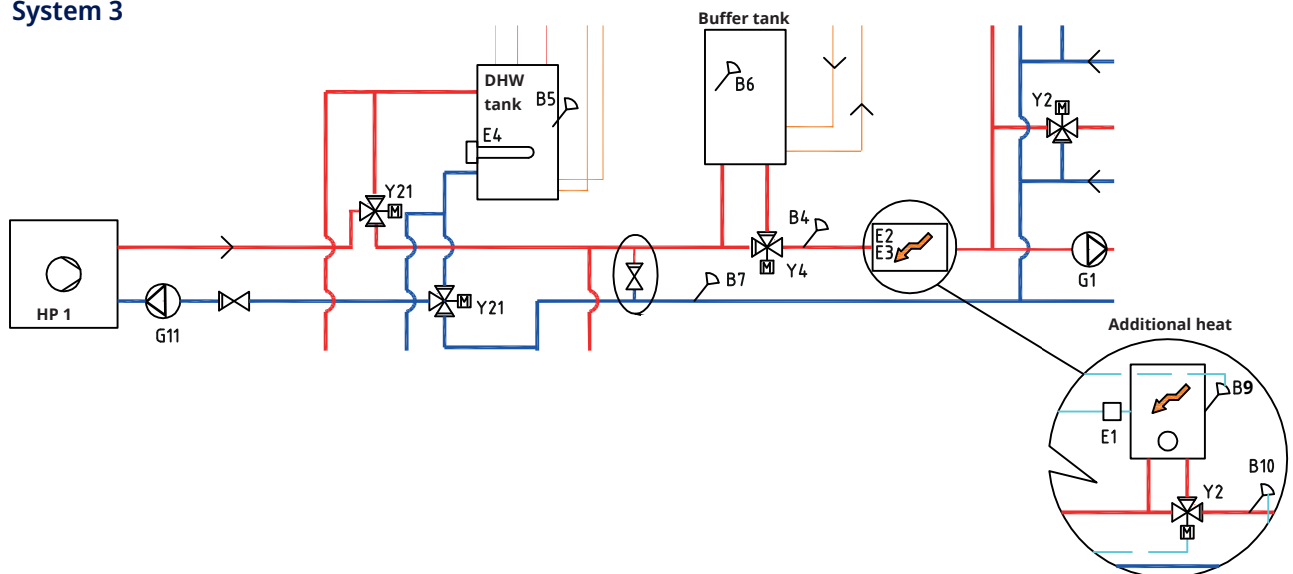 System 3
Buffer tank
DHW
tank
B5
B6
E4
Y2
Y21
B4
E2
E3
Y4
G1
HP 1
G11
Y21
B7
Additional heat
B9
E1
B10
Y2
M
M
M
M
M